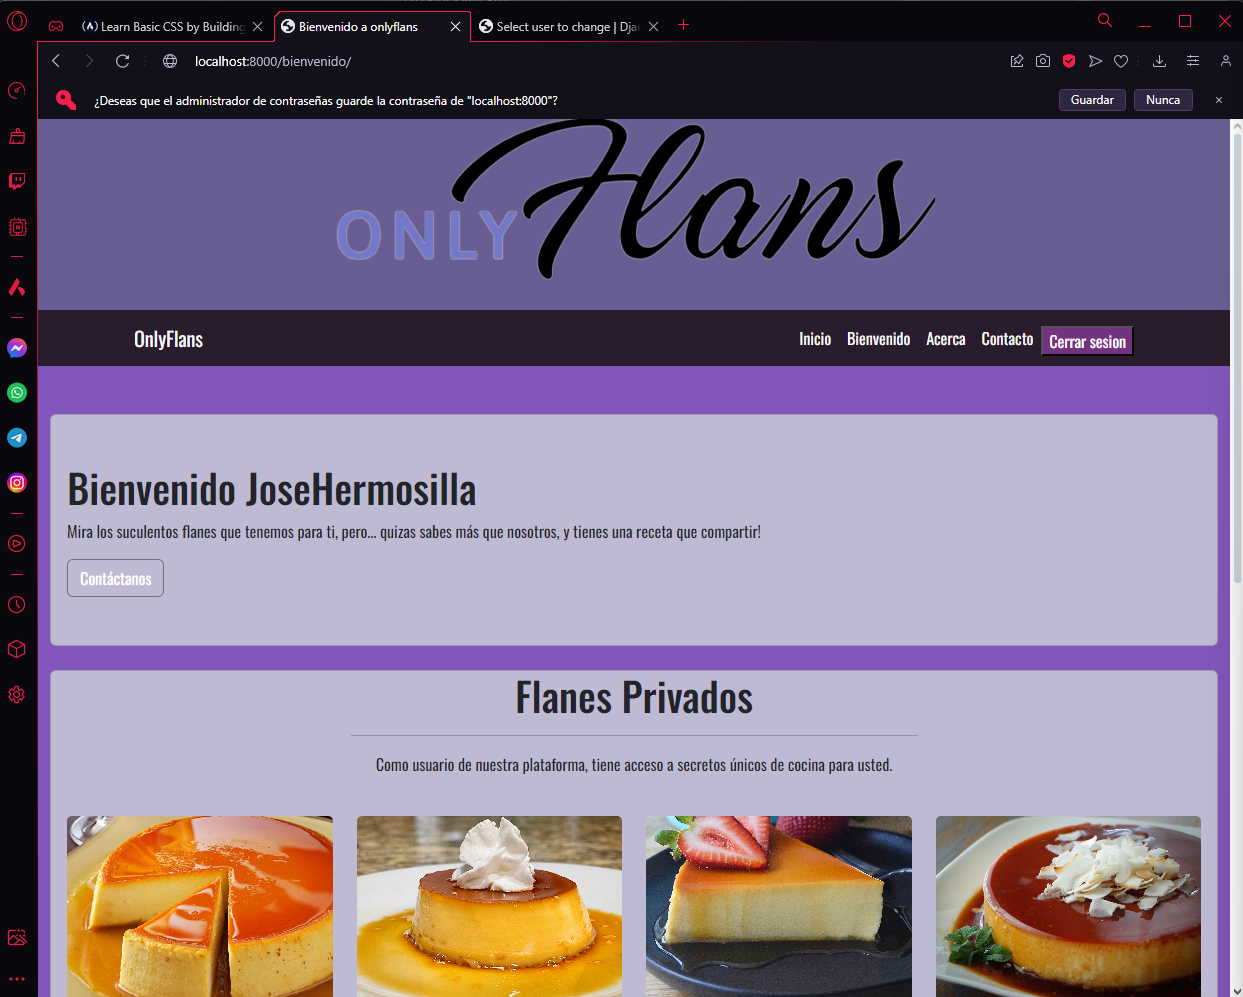 Learn Basic CSS by Building
Bienvenido a onlyflans
Select user to change | Djan
localhost:8000/bienvenido/
¿Deseas que el administrador de contraseñas guarde la contraseña de "localhost:8000"?
Guardar
Nunca
ONLY Flans
OnlyFlans
Inicio
Bienvenido
Acerca
Contacto
Cerrar sesion
Bienvenido JoseHermosilla
Mira los suculentos flanes que tenemos para ti, pero... quizas sabes más que nosotros, y tienes una receta que compartir!
Contáctanos
Flanes Privados
Como usuario de nuestra plataforma, tiene acceso a secretos únicos de cocina para usted.